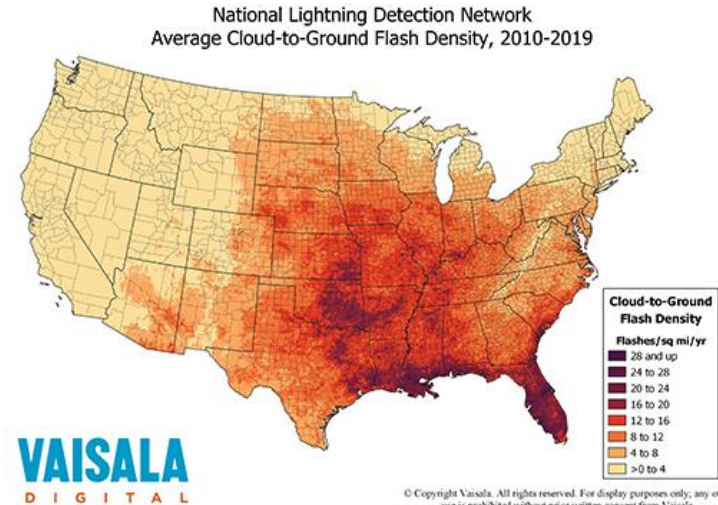 National Lightning Detection Network
Average Cloud-to-Ground Flash Density, 2010-2019
Cloud-to-Ground
Flash Density
Flashes/sq mi/yr
28 and up
24 to 28
20 to 24
16 to 20
12 to 16
8 to 12
4 to 8
>0 to 4
VAISALA
DIGITAL
© Copyright Vaisala. All rights reserved. For display purposes only, any